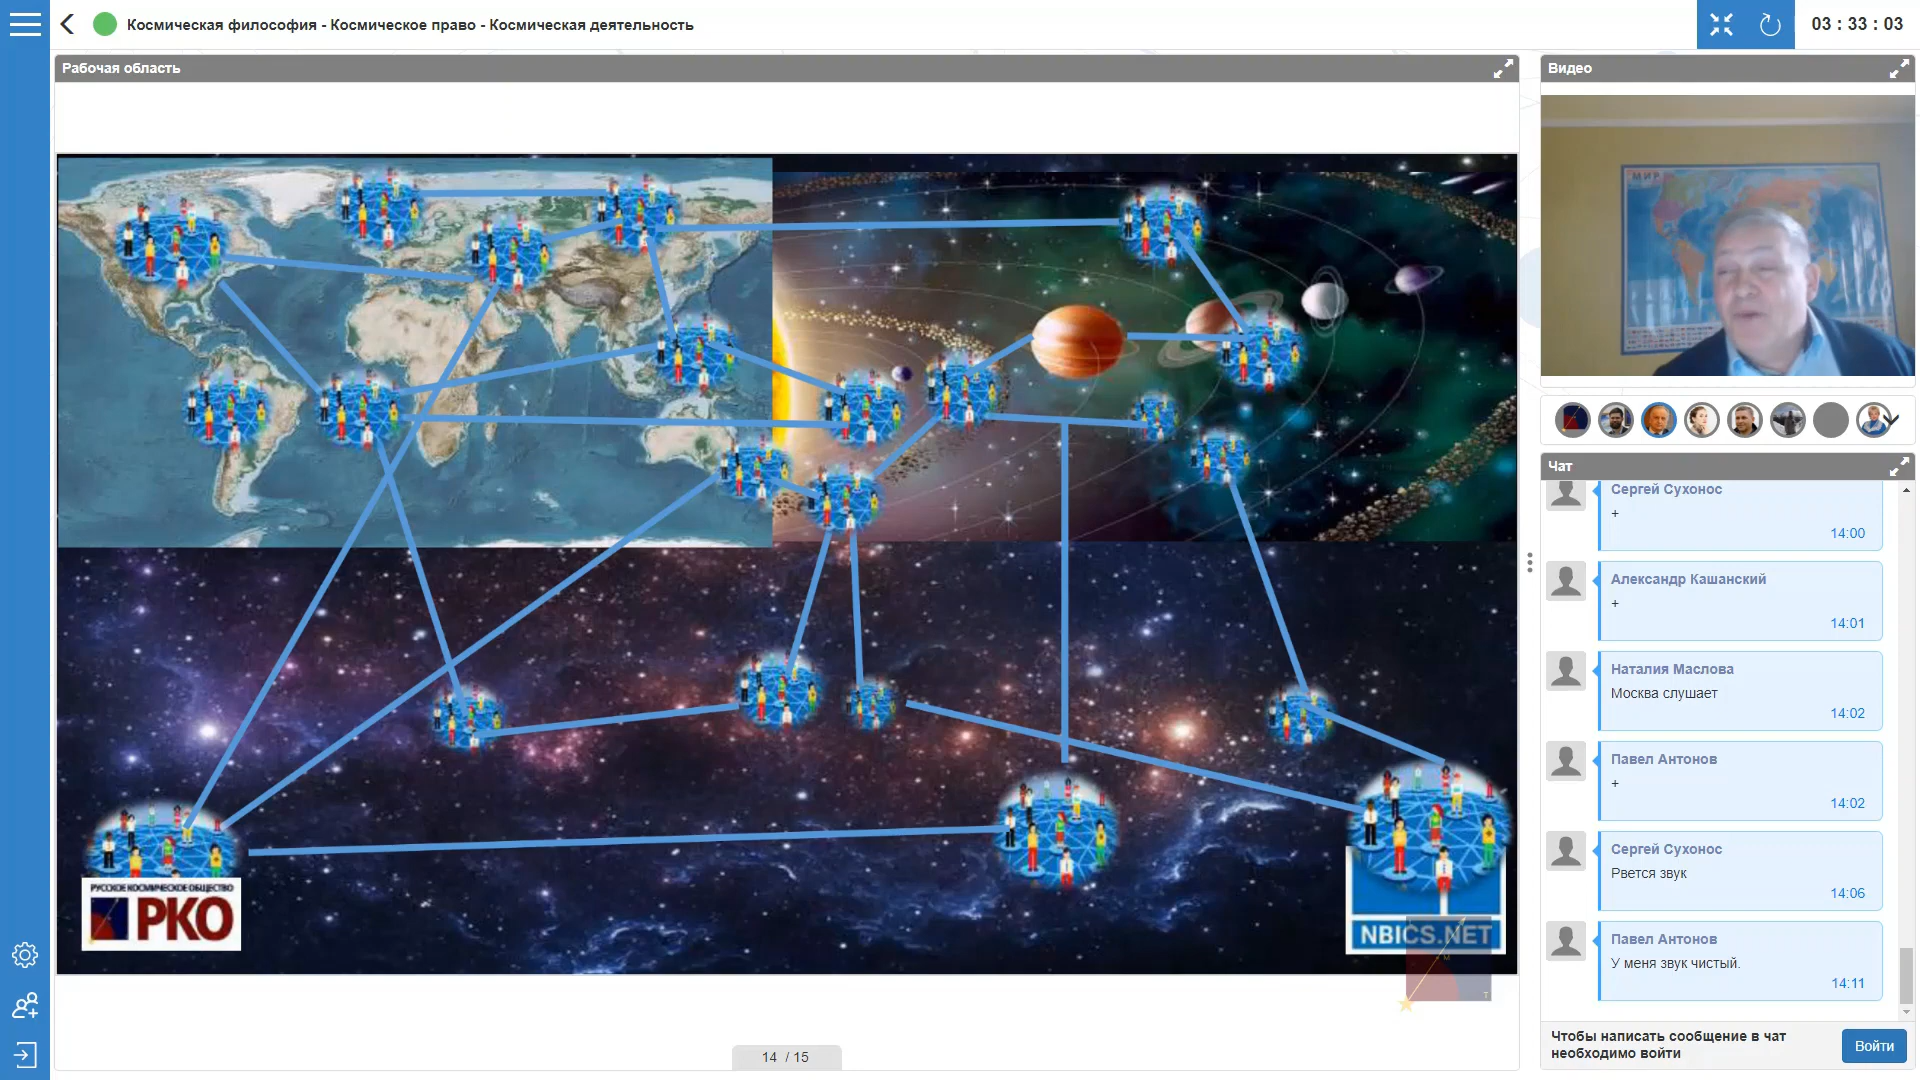 Космическая философия - Космическое право - Космическая деятельность
03 : 33 : 03
Рабочая область
Видео
МИР
РУССКОЕ КОСМИЧЕСКОЕ ОБЩЕСТВО
РКО
NBICS.NET
М
Т
14 / 15
Чат
Сергей Сухонос
+
14:00
Александр Кашанский
+
14:01
Наталия Маслова
Москва слушает
14:02
Павел Антонов
+
14:02
Сергей Сухонос
Рвется звук
14:06
Павел Антонов
У меня звук чистый.
14:11
Чтобы написать сообщение в чат
необходимо войти
Войти